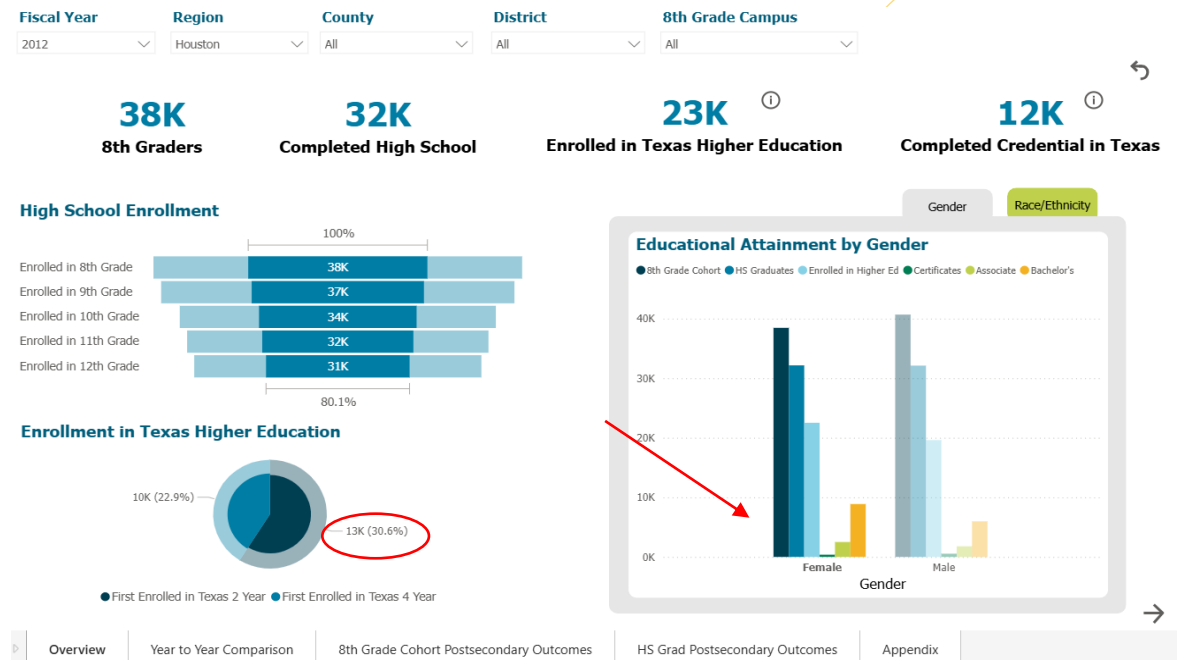 Fiscal Year Region County District 8th Grade Campus
2012 Houston All All All
38K 32K 23K 12K
8th Graders Completed High School Enrolled in Texas Higher Education Completed Credential in Texas
High School Enrollment
100%
Enrolled in 8th Grade 38K
Enrolled in 9th Grade 37K
Enrolled in 10th Grade 34K
Enrolled in 11th Grade 32K
Enrolled in 12th Grade 31K
80.1%
Enrollment in Texas Higher Education
10K (22.9%)
13K (30.6%)
First Enrolled in Texas 2 Year First Enrolled in Texas 4 Year
Gender Race/Ethnicity
Educational Attainment by Gender
8th Grade Cohort HS Graduates Enrolled in Higher Ed Certificates Associate Bachelor's
40K
30K
20K
10K
0K
Female Male
Gender
Overview Year to Year Comparison 8th Grade Cohort Postsecondary Outcomes HS Grad Postsecondary Outcomes Appendix